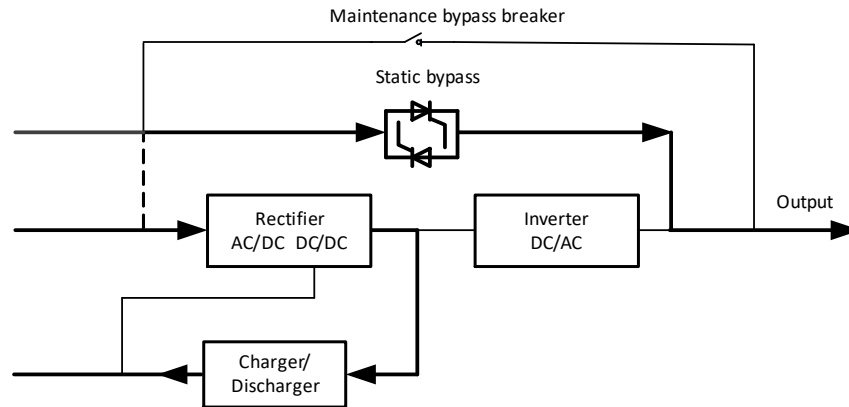 Maintenance bypass breaker
Static bypass
Rectifier
AC/DC  DC/DC
Inverter
DC/AC
Output
Charger/
Discharger